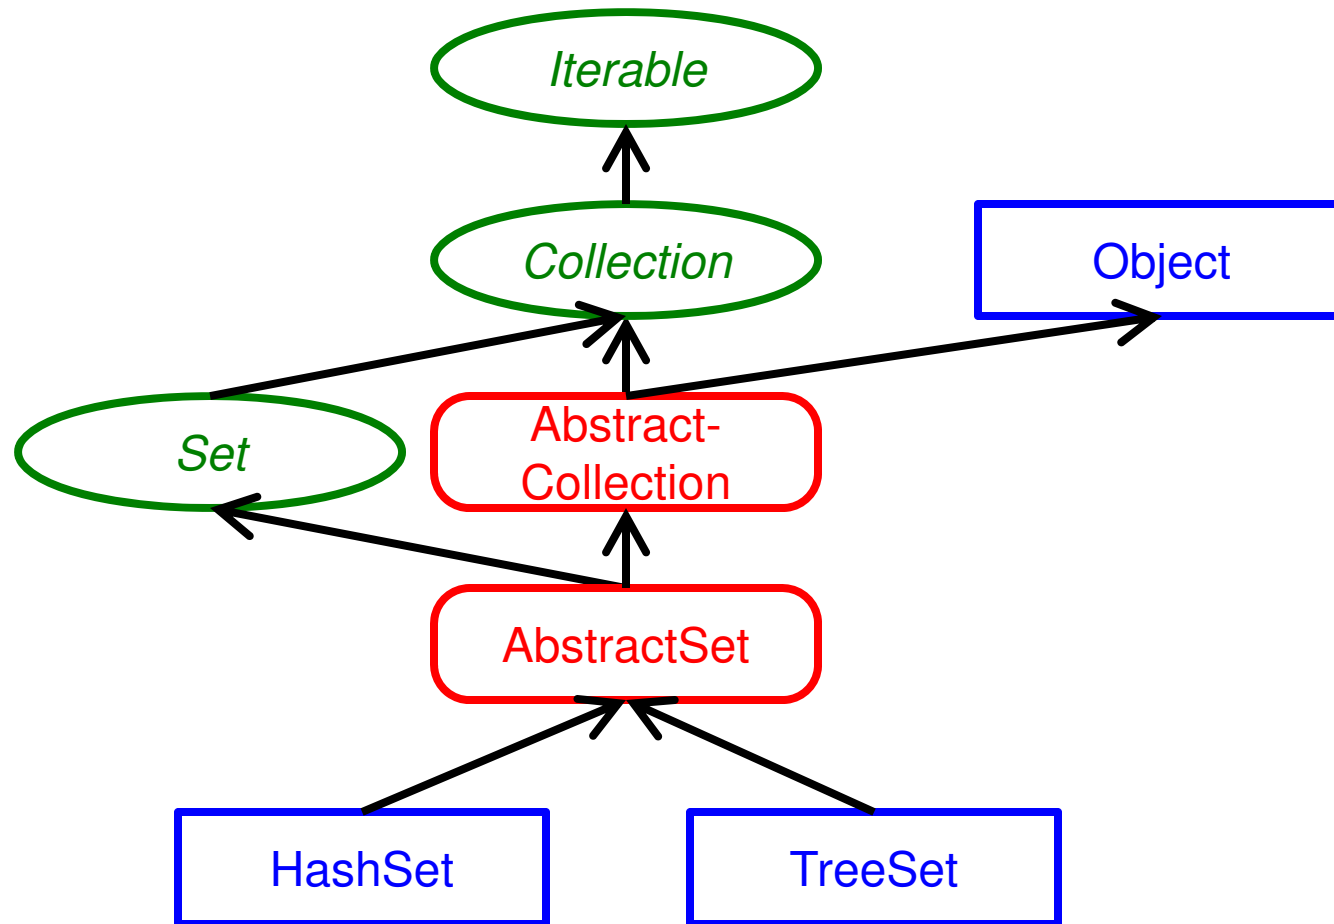 Iterable
Collection
Object
Set
Abstract-
Collection
AbstractSet
HashSet
TreeSet